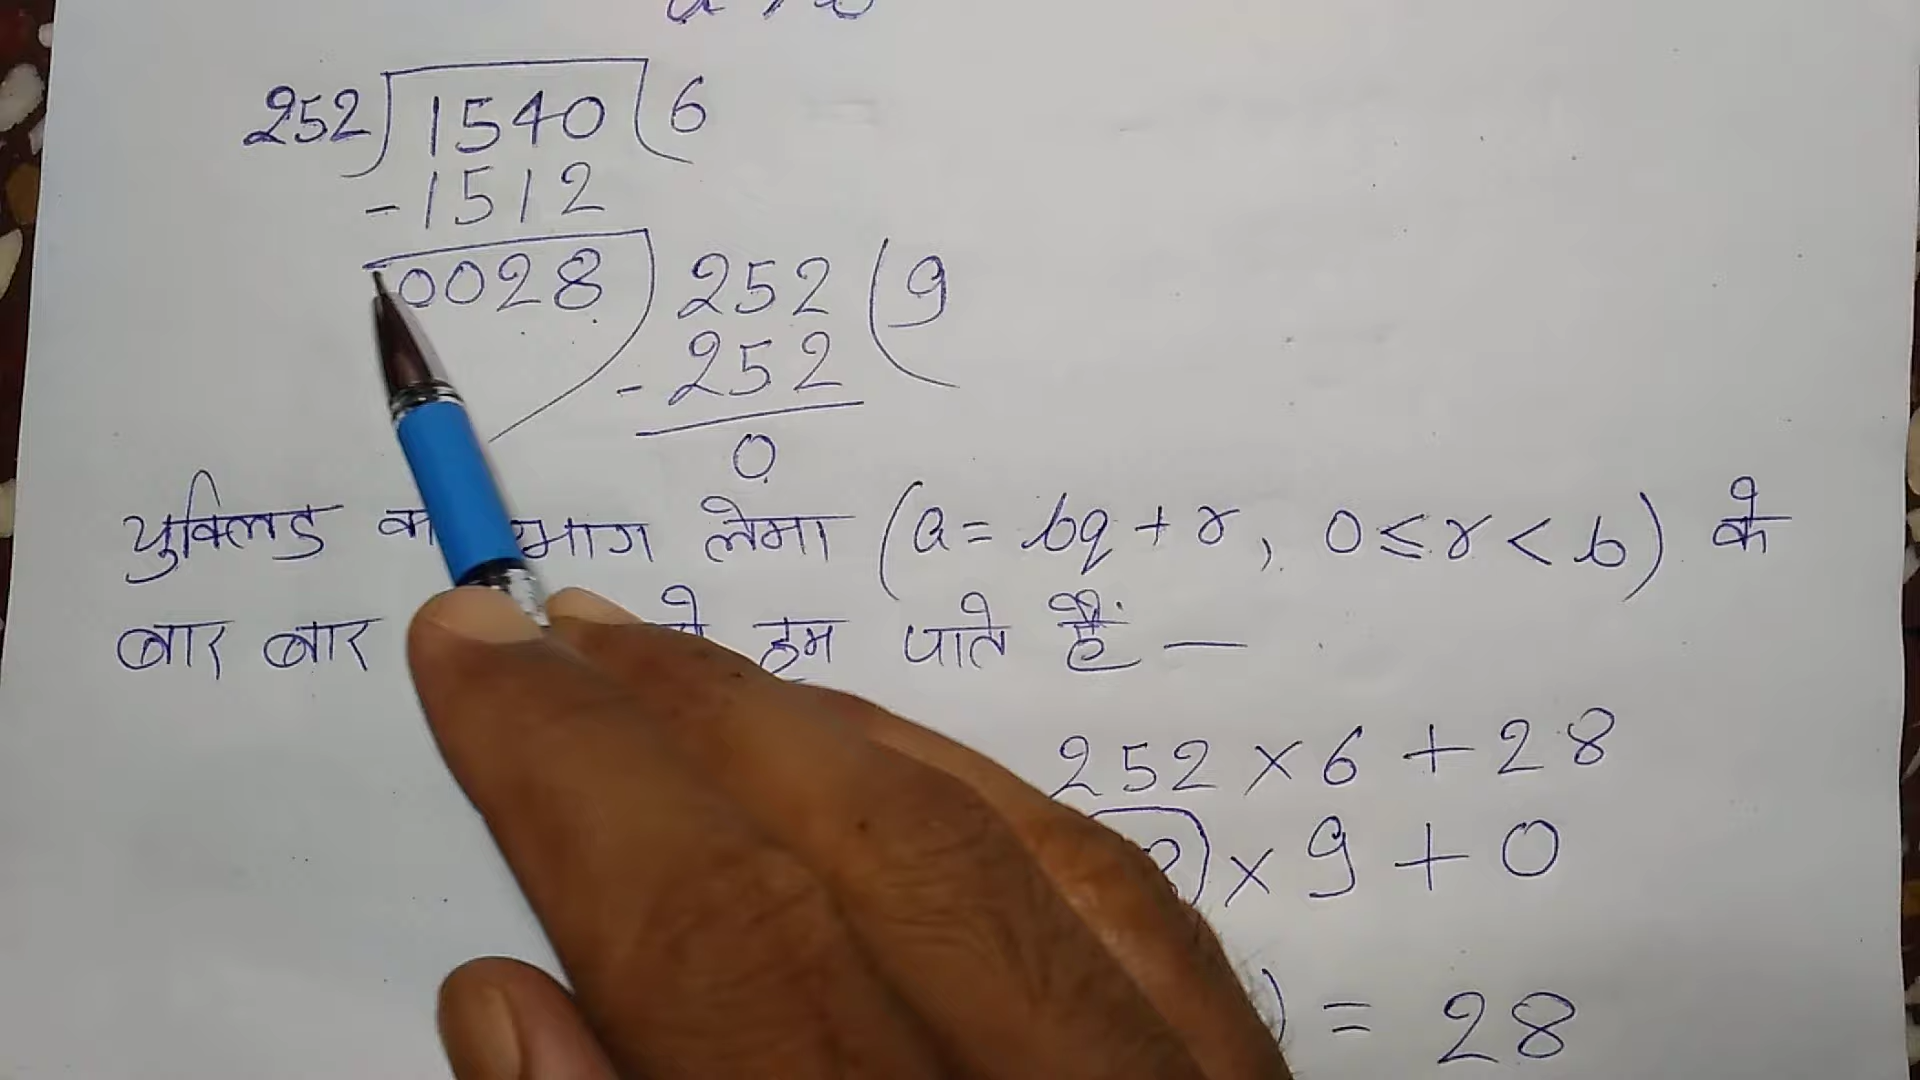 252 ) 1540 ( 6
- 1512
0028 ) 252 ( 9
- 252
0
युक्लिड भाग लेमा ( a = bq + r , 0 ≤ r < b ) के
बार बार हम पाते हैं —
252 × 6 + 28
× 9 + 0
) = 28